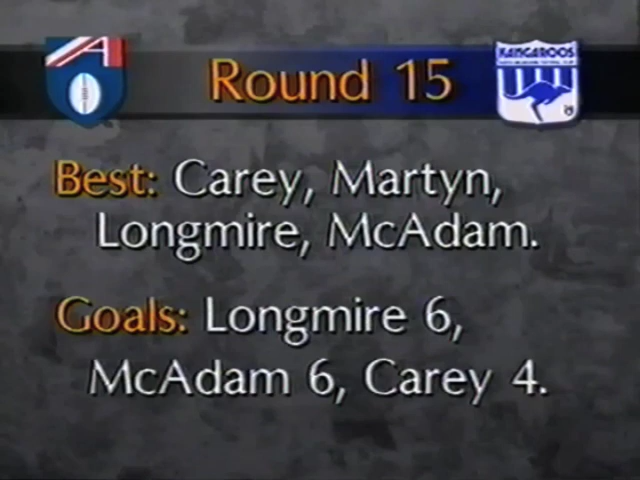 Round 15
KANGAROOS
Best: Carey, Martyn,
Longmire, McAdam.
Goals: Longmire 6,
McAdam 6, Carey 4.